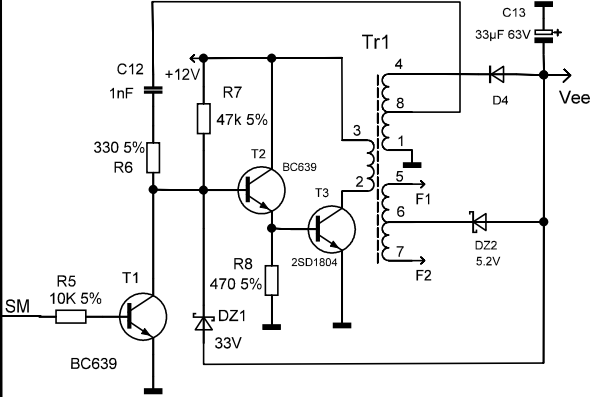 C13
33µF 63V
+
Tr1
C12
1nF
+12V
R7
47k 5%
4
D4
Vee
8
3
1
330 5%
R6
T2
BC639
2
T3
5
F1
6
DZ2
5.2V
7
F2
2SD1804
R8
470 5%
R5
10K 5%
T1
SM
DZ1
33V
BC639